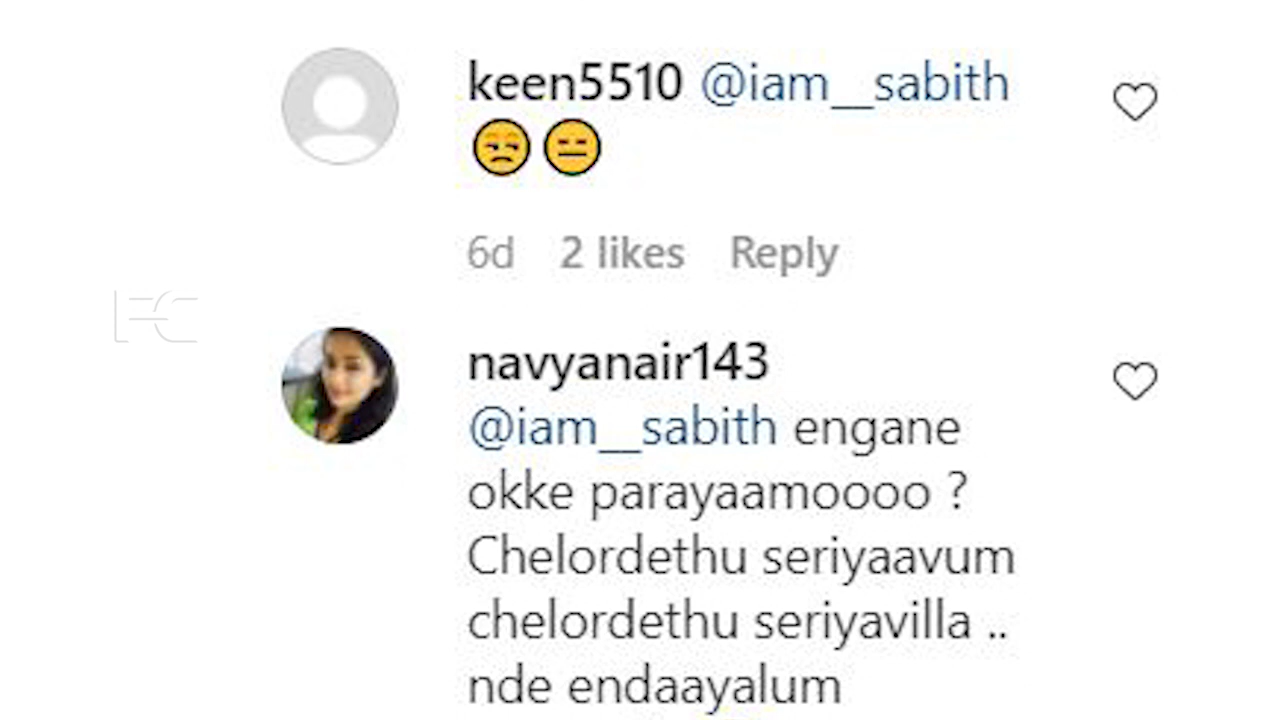 keen5510 @iam__sabith
😒😑
6d 2 likes Reply
navyanair143
@iam__sabith engane
okke parayaamoooo ?
Chelordethu seriyaavum
chelordethu seriyavilla ..
nde endaayalum